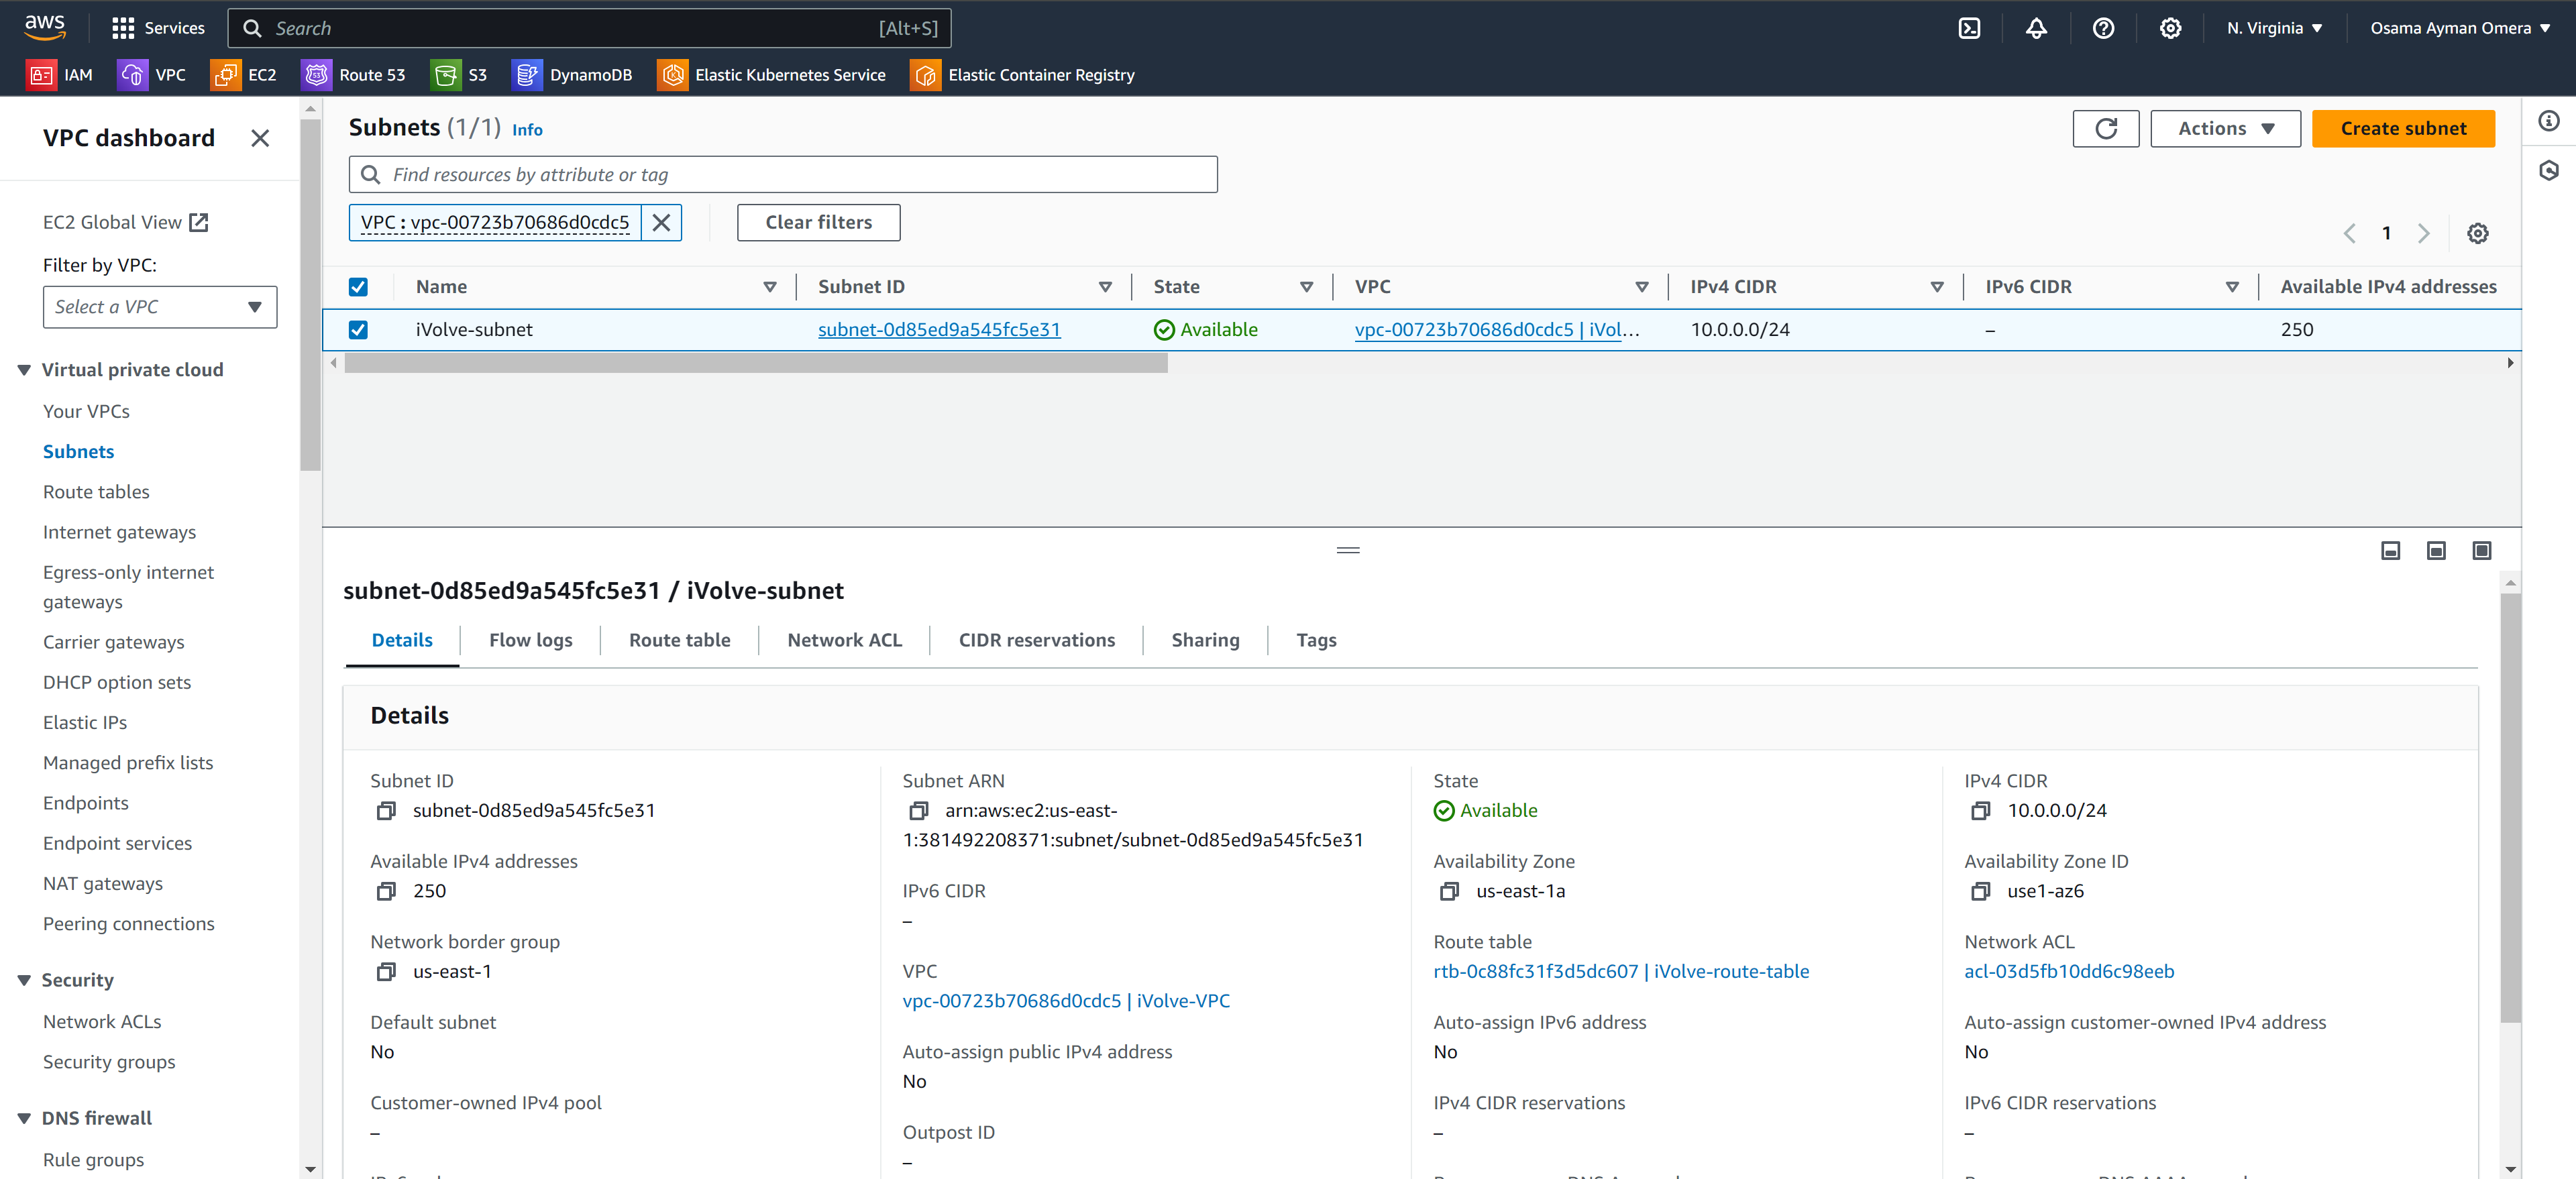 aws
Services
Search
[Alt+S]
N. Virginia
Osama Ayman Omera
IAM
VPC
EC2
Route 53
S3
DynamoDB
Elastic Kubernetes Service
Elastic Container Registry
VPC dashboard
EC2 Global View
Filter by VPC:
Select a VPC
Virtual private cloud
Your VPCs
Subnets
Route tables
Internet gateways
Egress-only internet
gateways
Carrier gateways
DHCP option sets
Elastic IPs
Managed prefix lists
Endpoints
Endpoint services
NAT gateways
Peering connections
Security
Network ACLs
Security groups
DNS firewall
Rule groups
Subnets (1/1) Info
Actions
Create subnet
Find resources by attribute or tag
VPC : vpc-00723b70686d0cdc5
Clear filters
1
Name
Subnet ID
State
VPC
IPv4 CIDR
IPv6 CIDR
Available IPv4 addresses
iVolve-subnet
subnet-0d85ed9a545fc5e31
Available
vpc-00723b70686d0cdc5 | iVol…
10.0.0.0/24
–
250
subnet-0d85ed9a545fc5e31 / iVolve-subnet
Details
Flow logs
Route table
Network ACL
CIDR reservations
Sharing
Tags
Details
Subnet ID
subnet-0d85ed9a545fc5e31
Available IPv4 addresses
250
Network border group
us-east-1
Default subnet
No
Customer-owned IPv4 pool
–
Subnet ARN
arn:aws:ec2:us-east-
1:381492208371:subnet/subnet-0d85ed9a545fc5e31
IPv6 CIDR
–
VPC
vpc-00723b70686d0cdc5 | iVolve-VPC
Auto-assign public IPv4 address
No
Outpost ID
–
State
Available
Availability Zone
us-east-1a
Route table
rtb-0c88fc31f3d5dc607 | iVolve-route-table
Auto-assign IPv6 address
No
IPv4 CIDR reservations
–
IPv4 CIDR
10.0.0.0/24
Availability Zone ID
use1-az6
Network ACL
acl-03d5fb10dd6c98eeb
Auto-assign customer-owned IPv4 address
No
IPv6 CIDR reservations
–